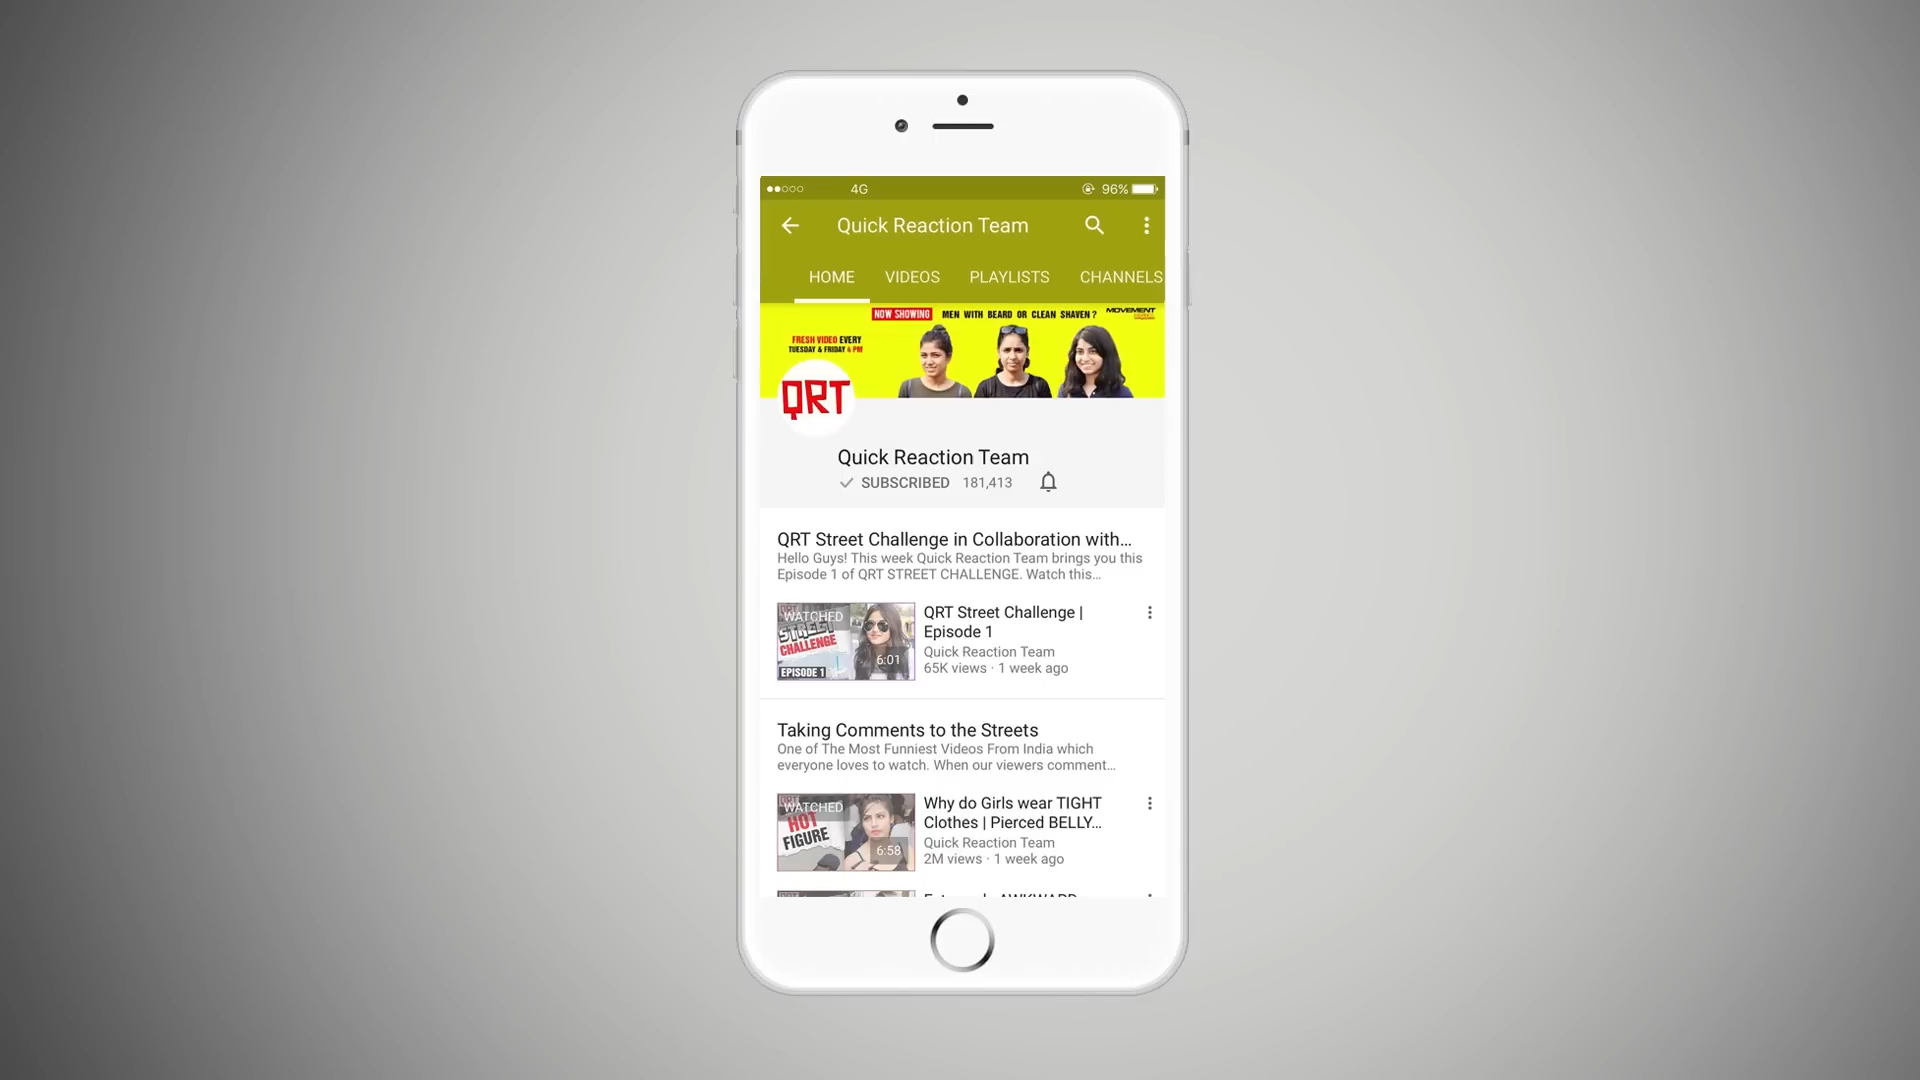 4G 96%
Quick Reaction Team
HOME VIDEOS PLAYLISTS CHANNELS
NOW SHOWING MEN WITH BEARD OR CLEAN SHAVEN ? MOVEMENT
FRESH VIDEO EVERY
TUESDAY & FRIDAY 4 PM
QRT
Quick Reaction Team
SUBSCRIBED 181,413
QRT Street Challenge in Collaboration with...
Hello Guys! This week Quick Reaction Team brings you this
Episode 1 of QRT STREET CHALLENGE. Watch this...
QRT
WATCHED
STREET
CHALLENGE
EPISODE 1
6:01
QRT Street Challenge |
Episode 1
Quick Reaction Team
65K views · 1 week ago
Taking Comments to the Streets
One of The Most Funniest Videos From India which
everyone loves to watch. When our viewers comment...
QRT
WATCHED
HOT
FIGURE
6:58
Why do Girls wear TIGHT
Clothes | Pierced BELLY...
Quick Reaction Team
2M views · 1 week ago